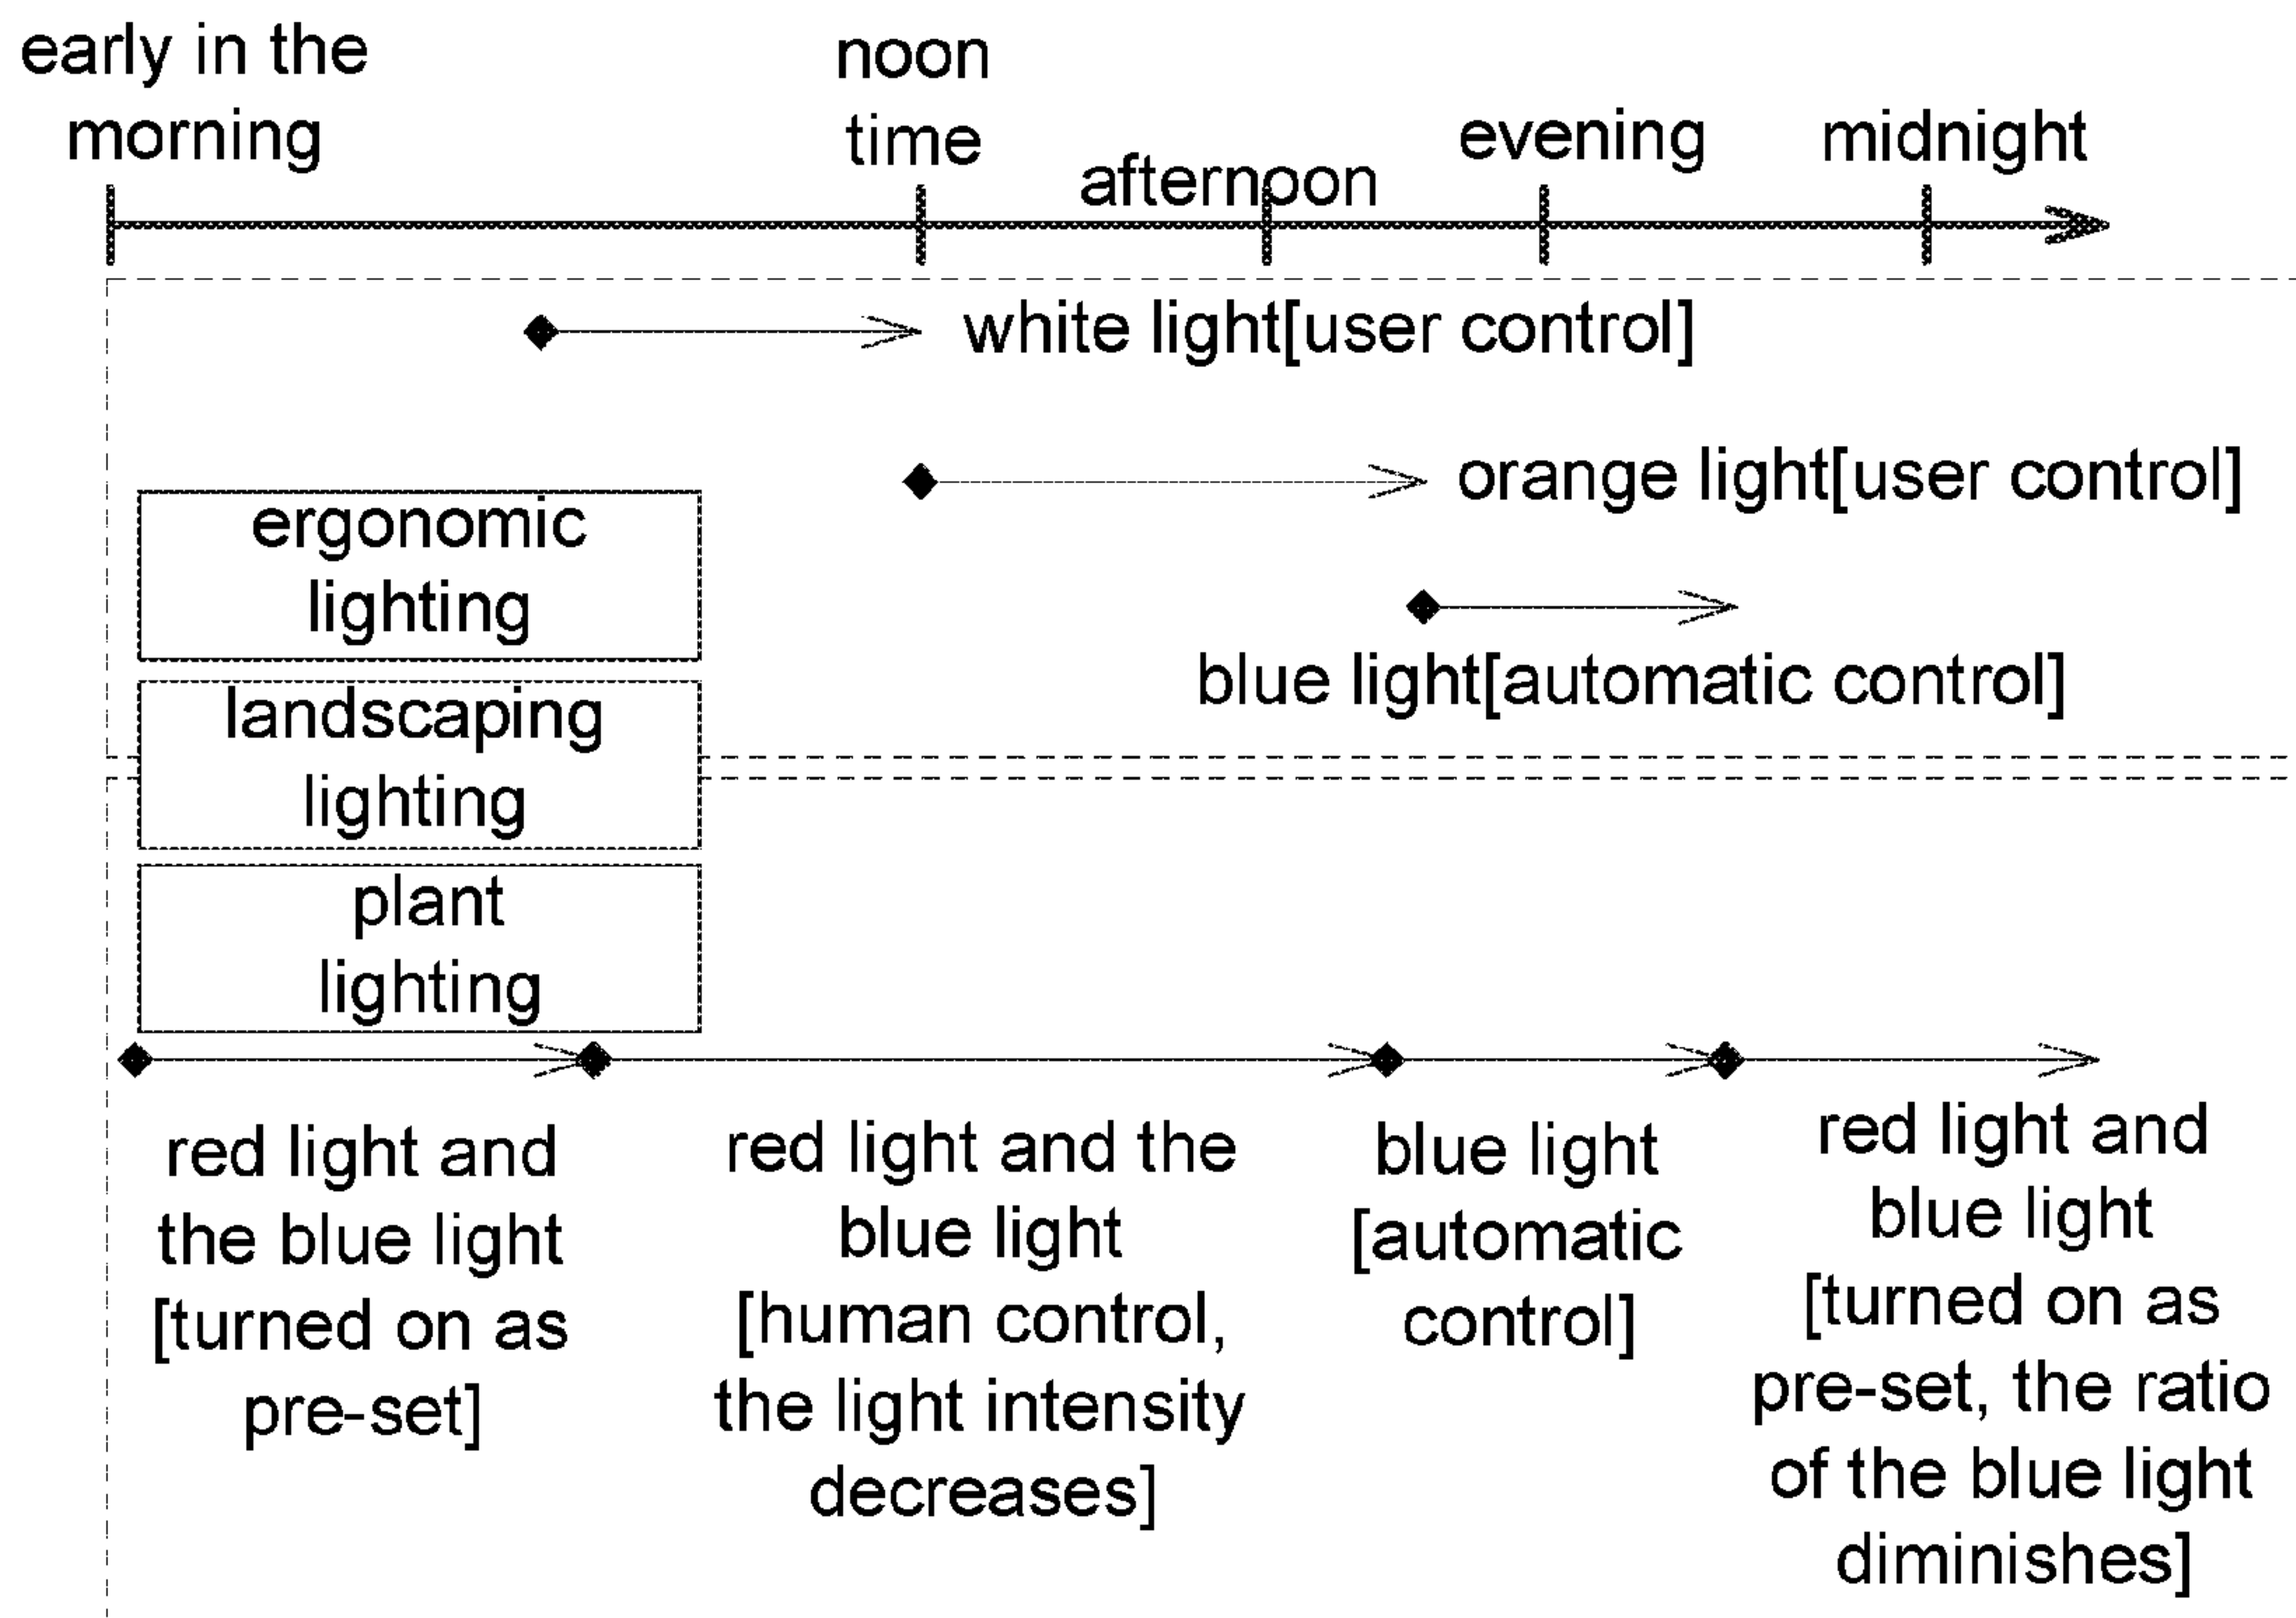 early in the
morning
noon
time
afternoon
evening
midnight
white light[user control]
orange light[user control]
ergonomic
lighting
blue light[automatic control]
landscaping
lighting
plant
lighting
red light and
the blue light
[turned on as
pre-set]
red light and the
blue light
[human control,
the light intensity
decreases]
blue light
[automatic
control]
red light and
blue light
[turned on as
pre-set, the ratio
of the blue light
diminishes]